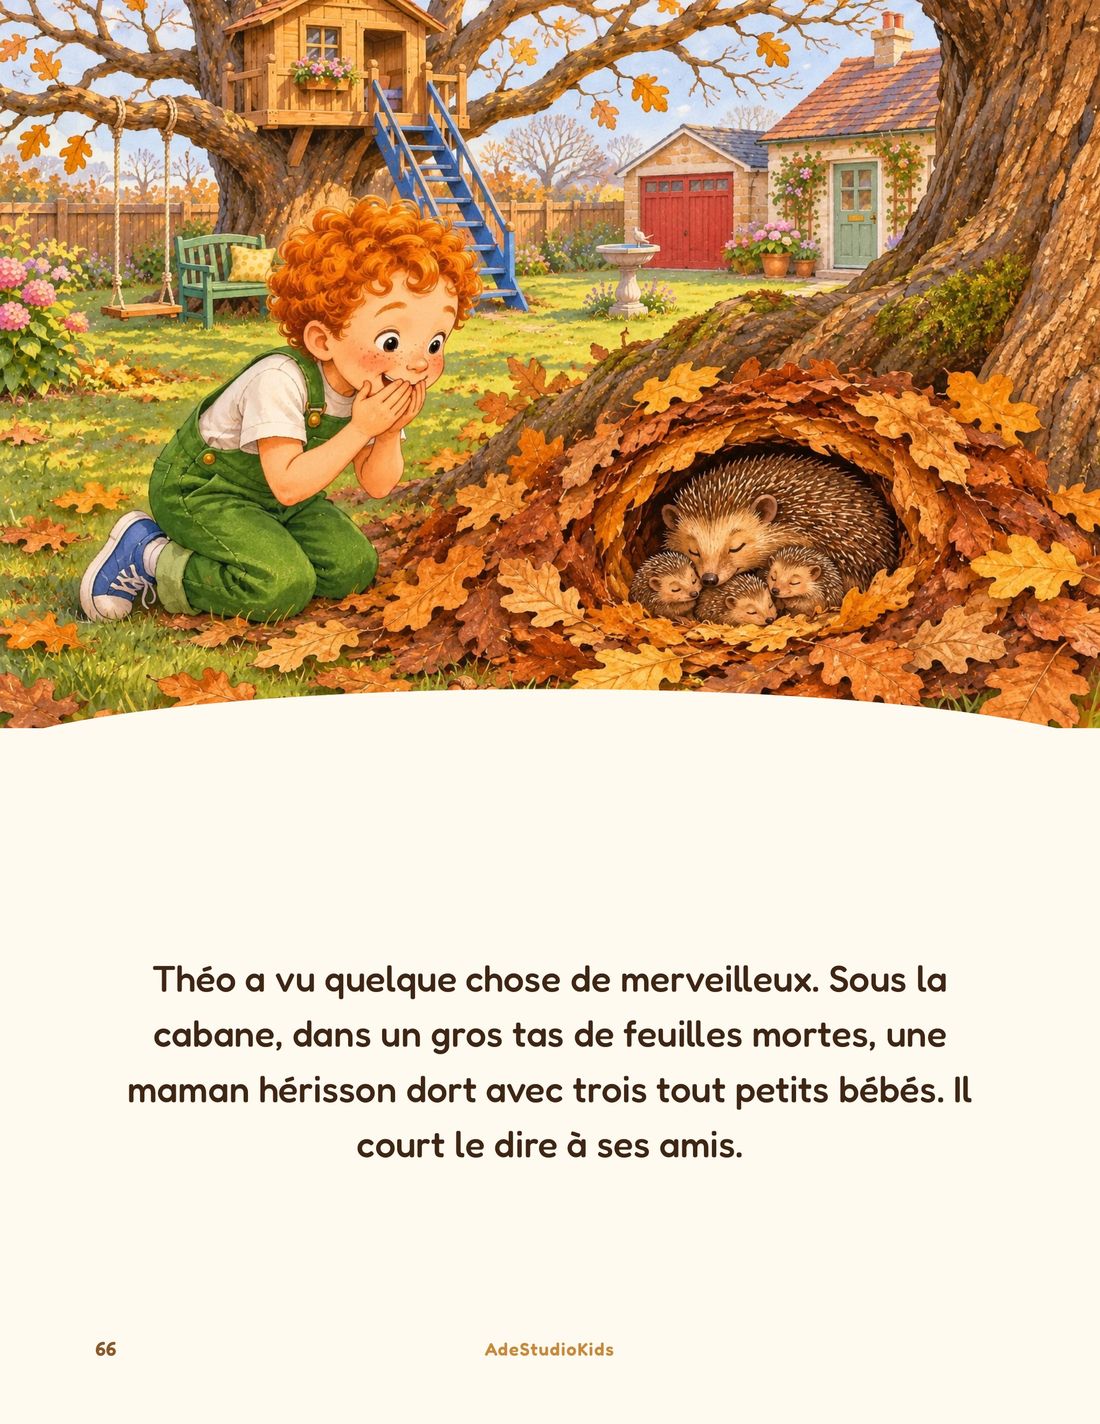 Théo a vu quelque chose de merveilleux. Sous la
cabane, dans un gros tas de feuilles mortes, une
maman hérisson dort avec trois tout petits bébés. Il
court le dire à ses amis.
66
AdeStudioKids